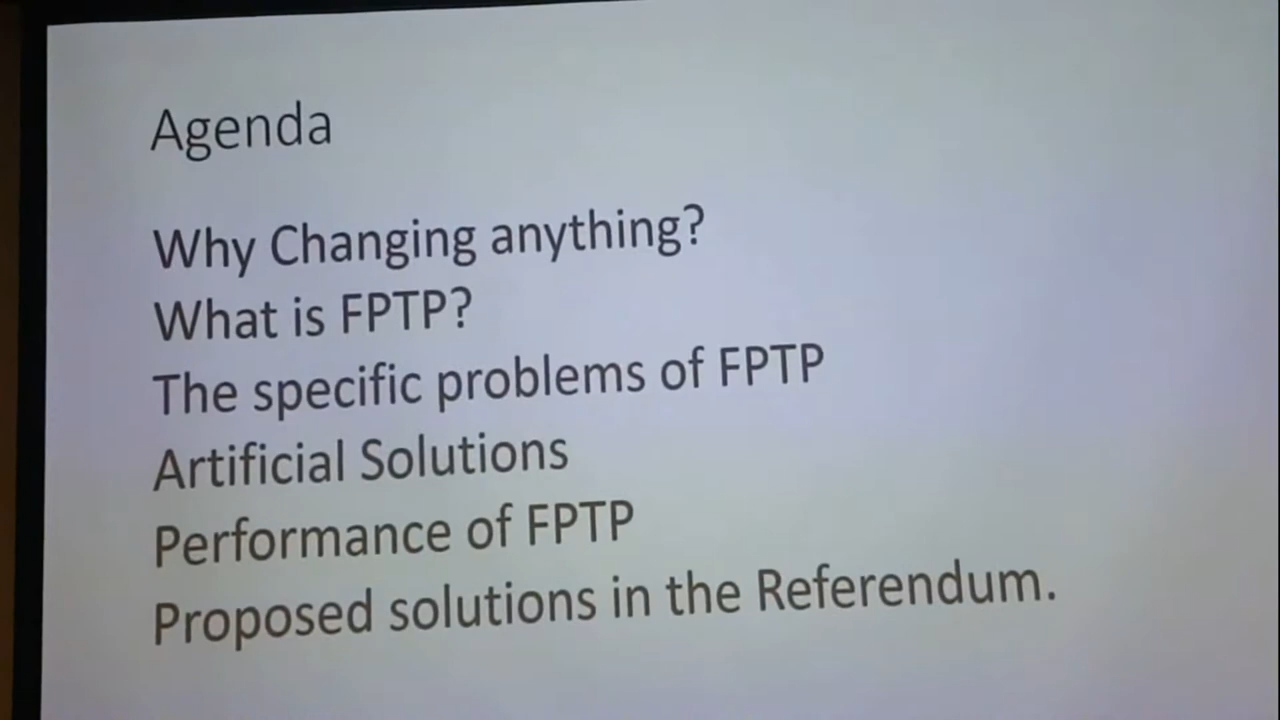 Agenda
Why Changing anything?
What is FPTP?
The specific problems of FPTP
Artificial Solutions
Performance of FPTP
Proposed solutions in the Referendum.